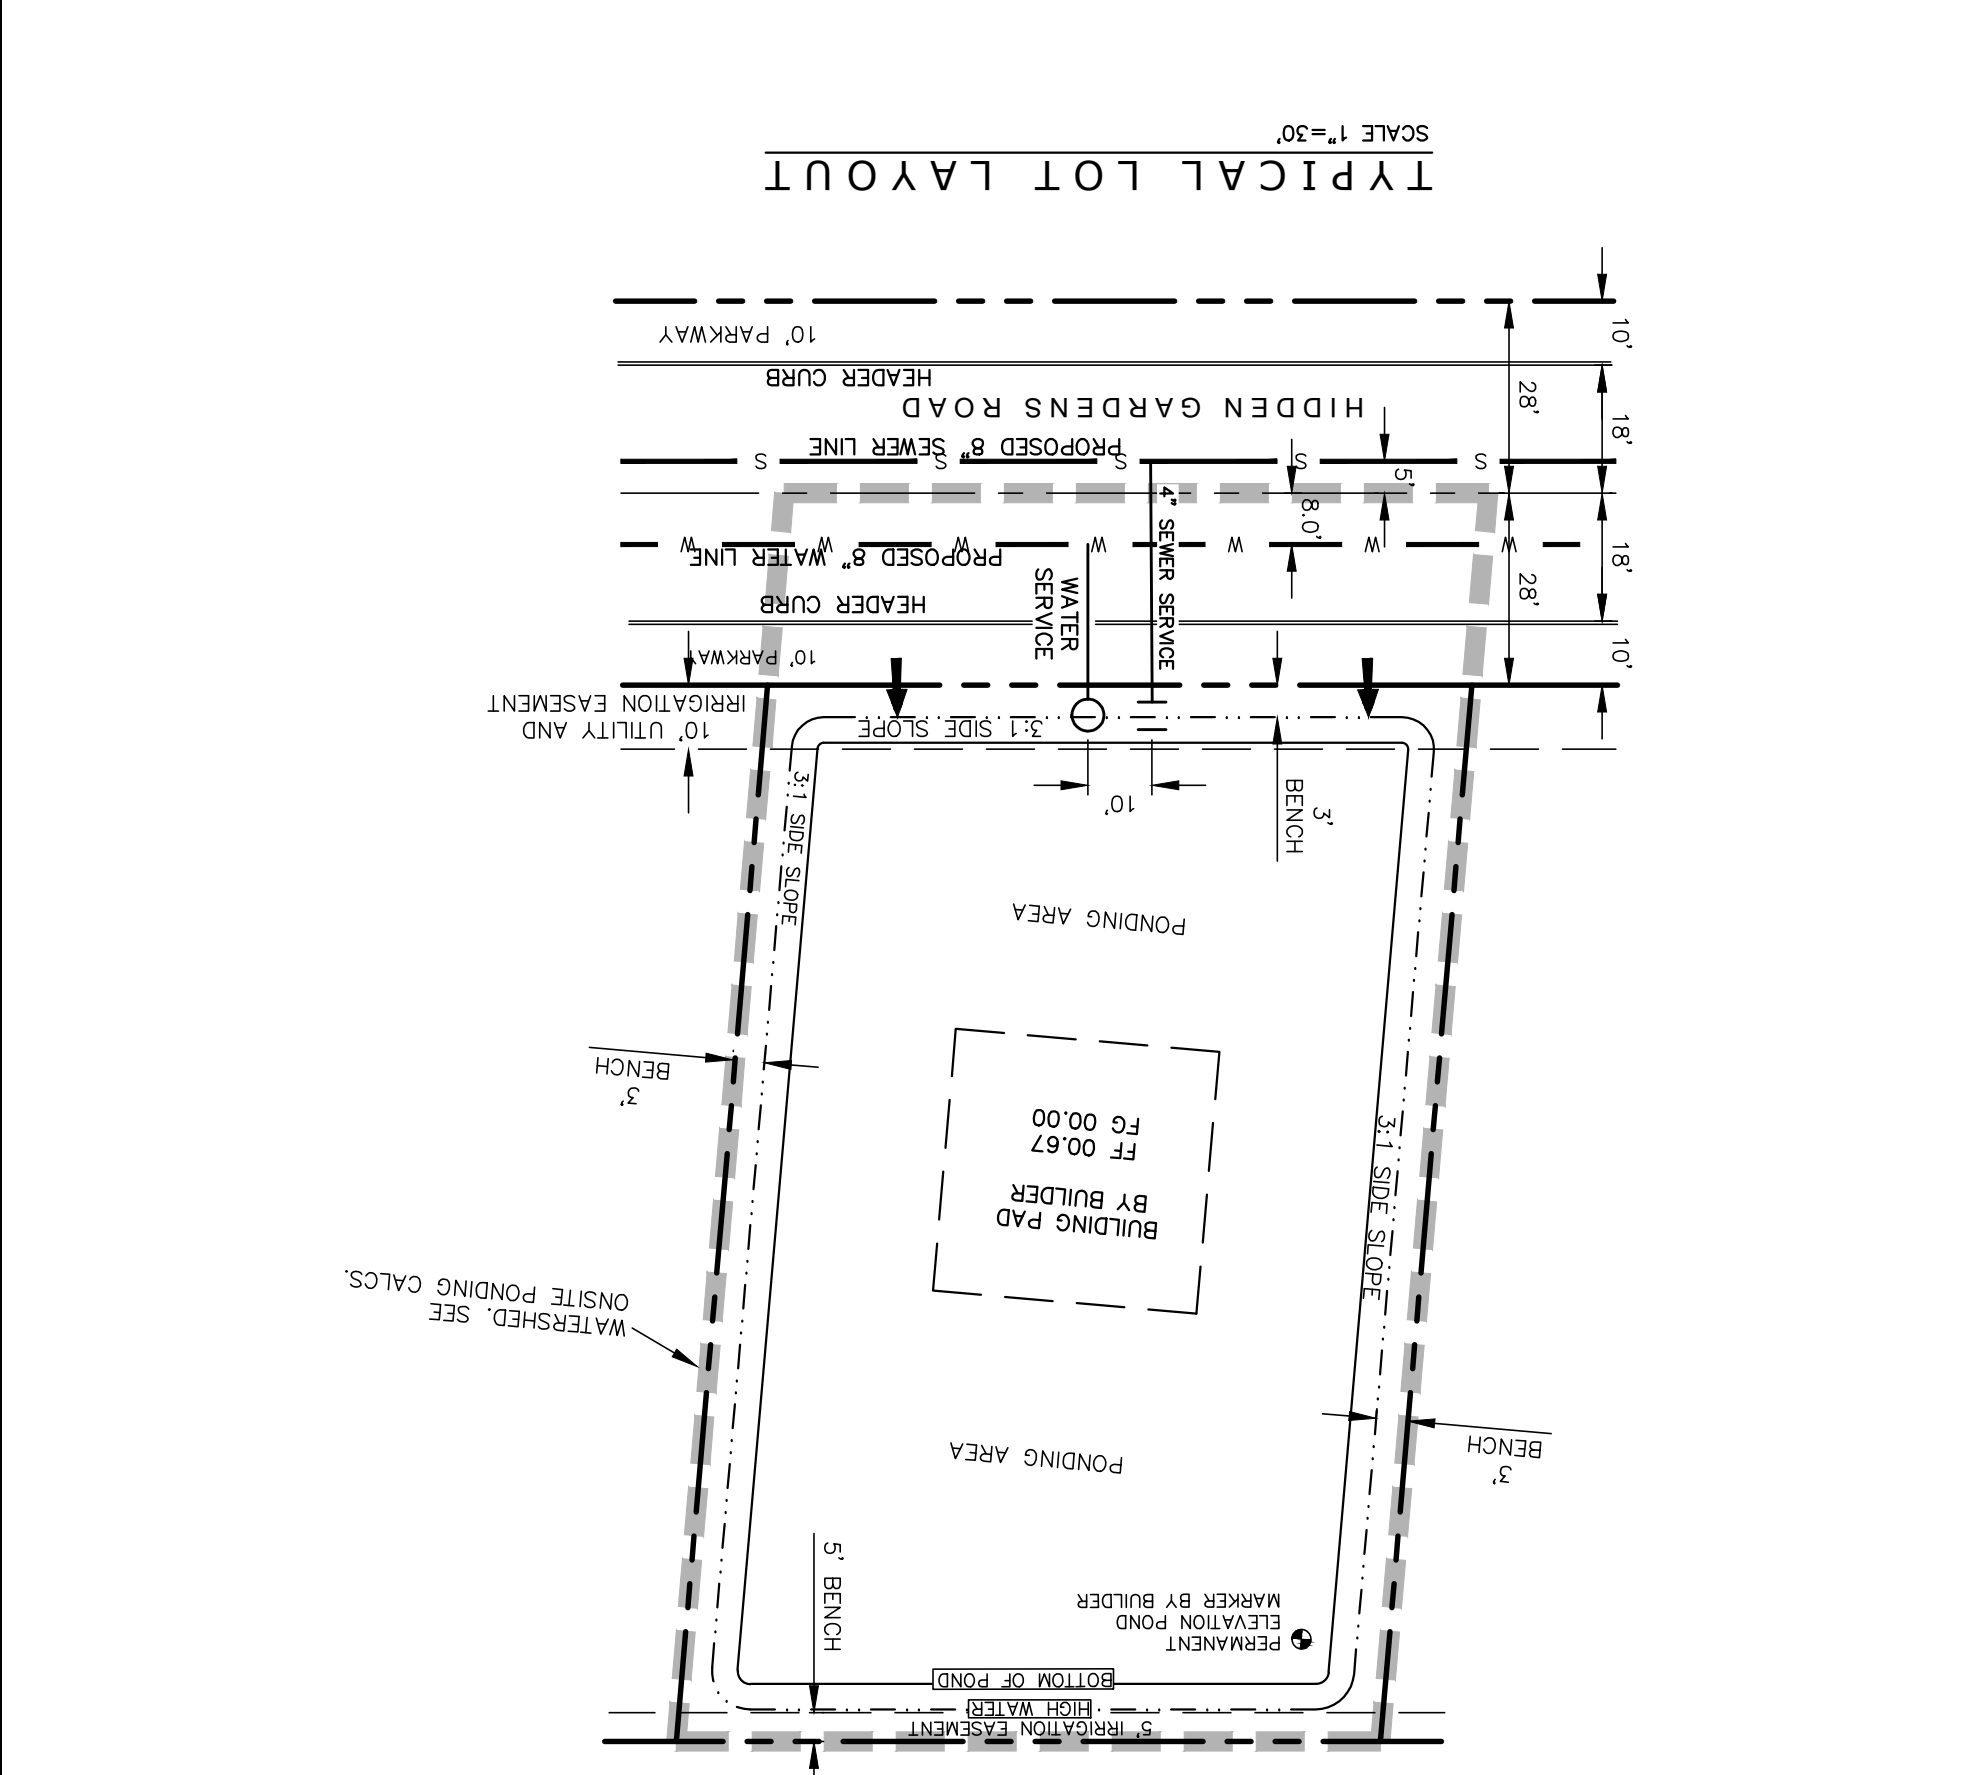 5' IRRIGATION EASEMENT
HIGH WATER
BOTTOM OF POND
PERMANENT
ELEVATION POND
MARKER BY BUILDER
5' BENCH
PONDING AREA
3'
BENCH
WATERSHED. SEE
ONSITE PONDING CALCS.
3:1 SIDE SLOPE
BUILDING PAD
BY BUILDER
FF 00.67
FG 00.00
3'
BENCH
PONDING AREA
3:1 SIDE SLOPE
3'
BENCH
10'
3:1 SIDE SLOPE
10' UTILITY AND
IRRIGATION EASEMENT
10' PARKWAY
10'
HEADER CURB
WATER
SERVICE
4" SEWER SERVICE
28'
18'
PROPOSED 8" WATER LINE
W W W W W W W
8.0'
5'
S S S S S
PROPOSED 8" SEWER LINE
HIDDEN GARDENS ROAD
18'
28'
HEADER CURB
10' PARKWAY
10'
TYPICAL LOT LAYOUT
SCALE 1"=30'